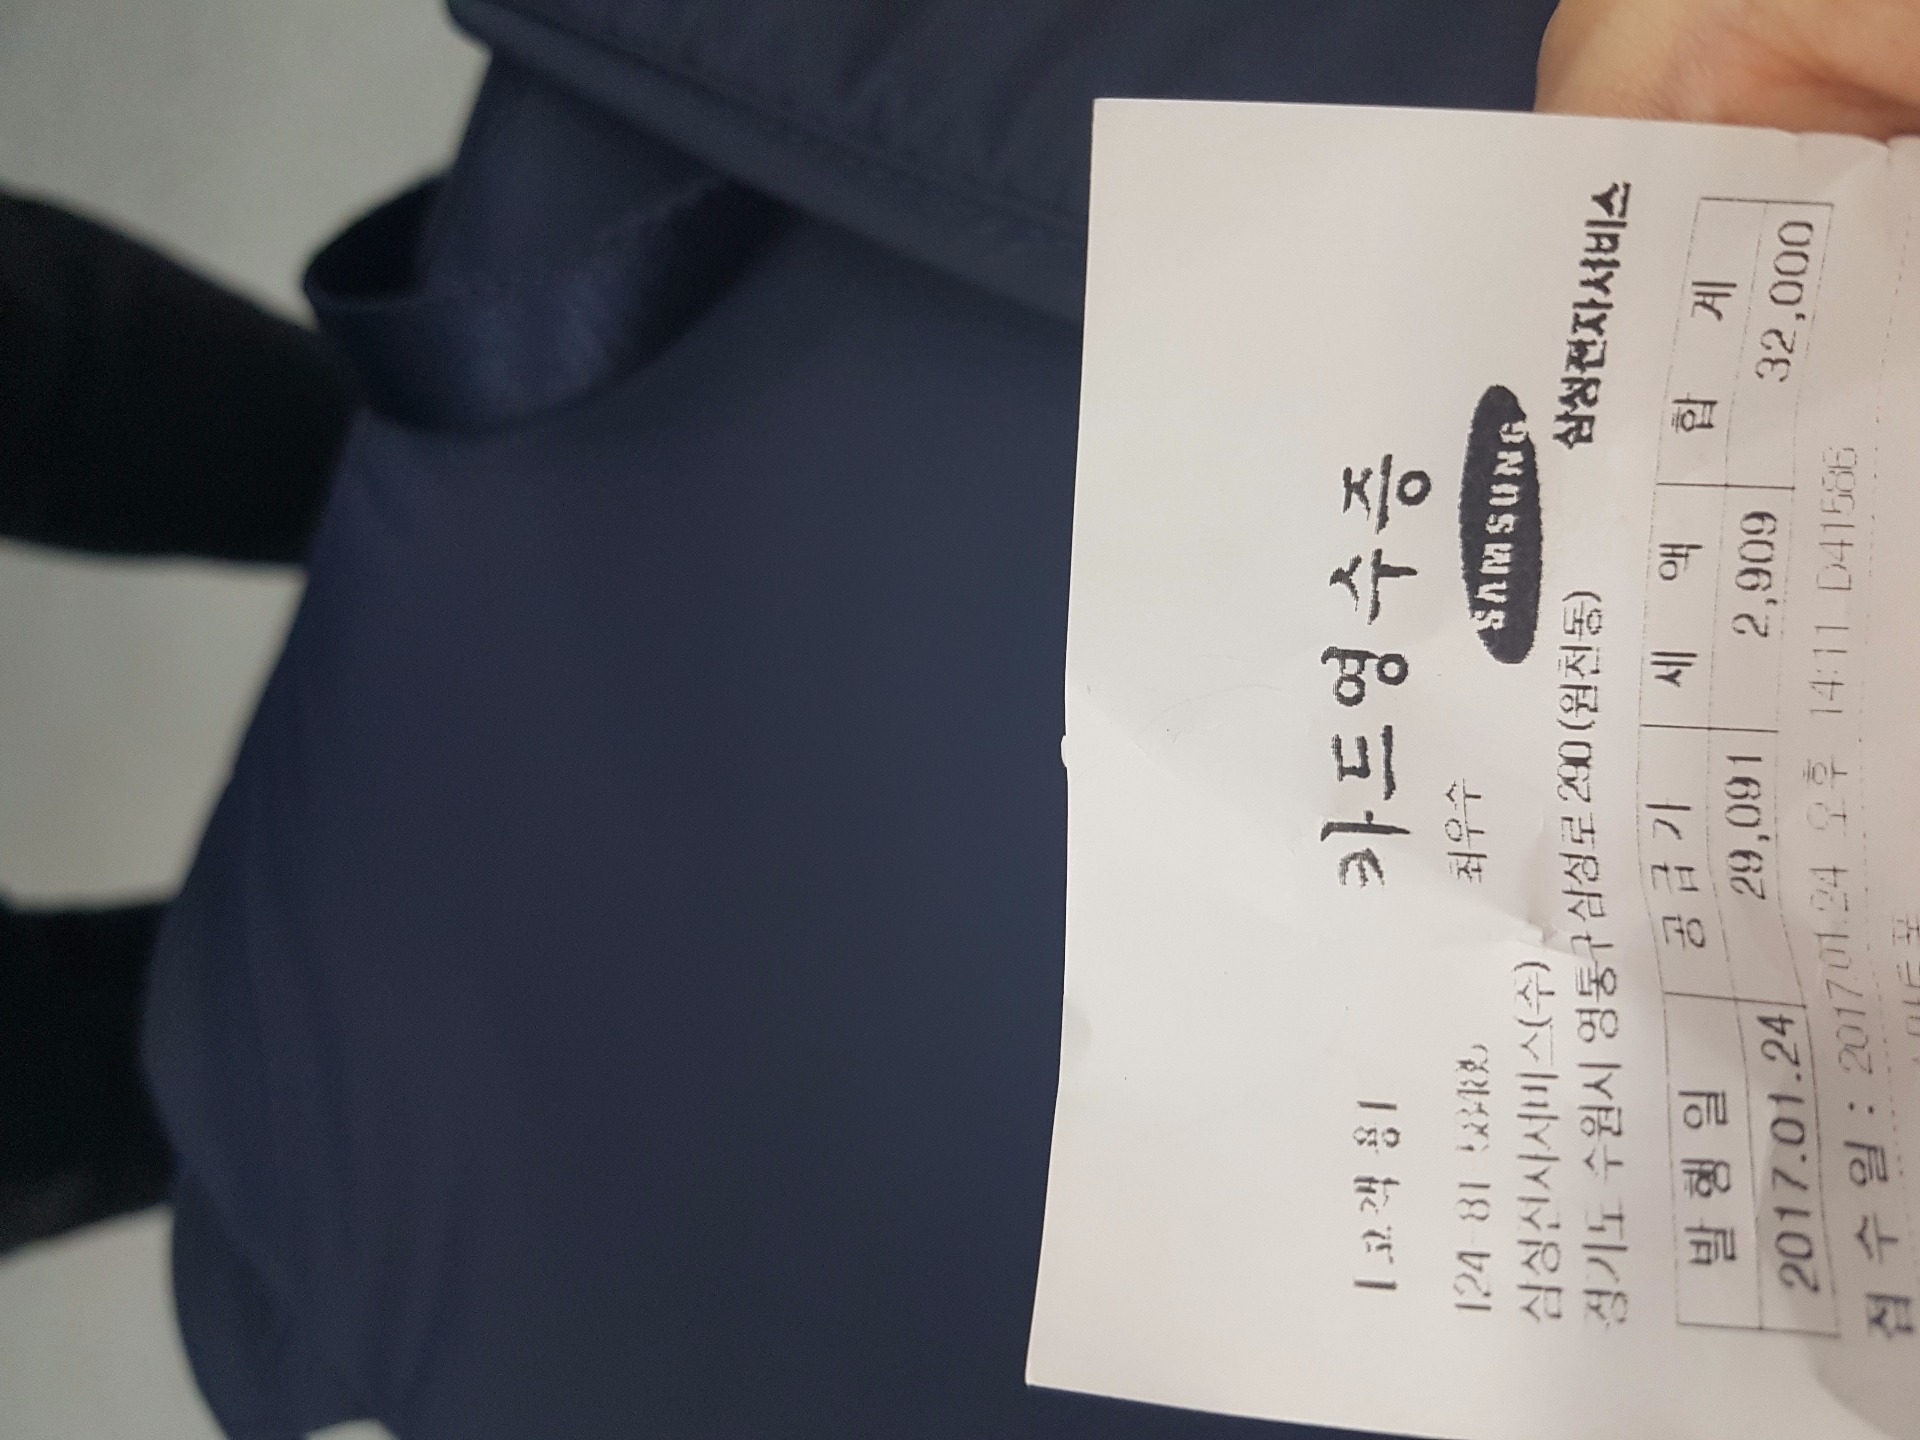 카드영수증
[고객용]
최우수
SAMSUNG
삼성전자서비스(주)
삼성전자서비스
경기도 수원시 영통구 삼성로 290 (원천동)
발 행 일 공 급 가 세 액 합 계
2017.01.24 29,091 2,909 32,000
접 수 일 : 2017.01.24 오후 14:11 D41586